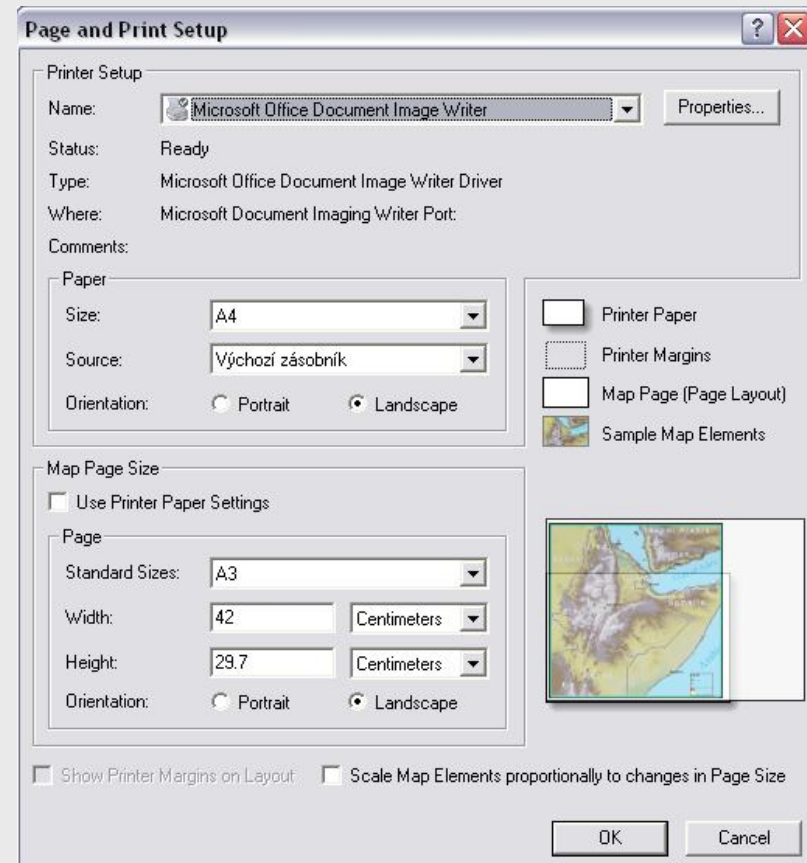 Page and Print Setup
Printer Setup
Name: Microsoft Office Document Image Writer Properties...
Status: Ready
Type: Microsoft Office Document Image Writer Driver
Where: Microsoft Document Imaging Writer Port:
Comments:
Paper
Size: A4
Source: Výchozí zásobník
Orientation: Portrait Landscape
Printer Paper
Printer Margins
Map Page (Page Layout)
Sample Map Elements
Map Page Size
Use Printer Paper Settings
Page
Standard Sizes: A3
Width: 42 Centimeters
Height: 29.7 Centimeters
Orientation: Portrait Landscape
Show Printer Margins on Layout Scale Map Elements proportionally to changes in Page Size
OK Cancel